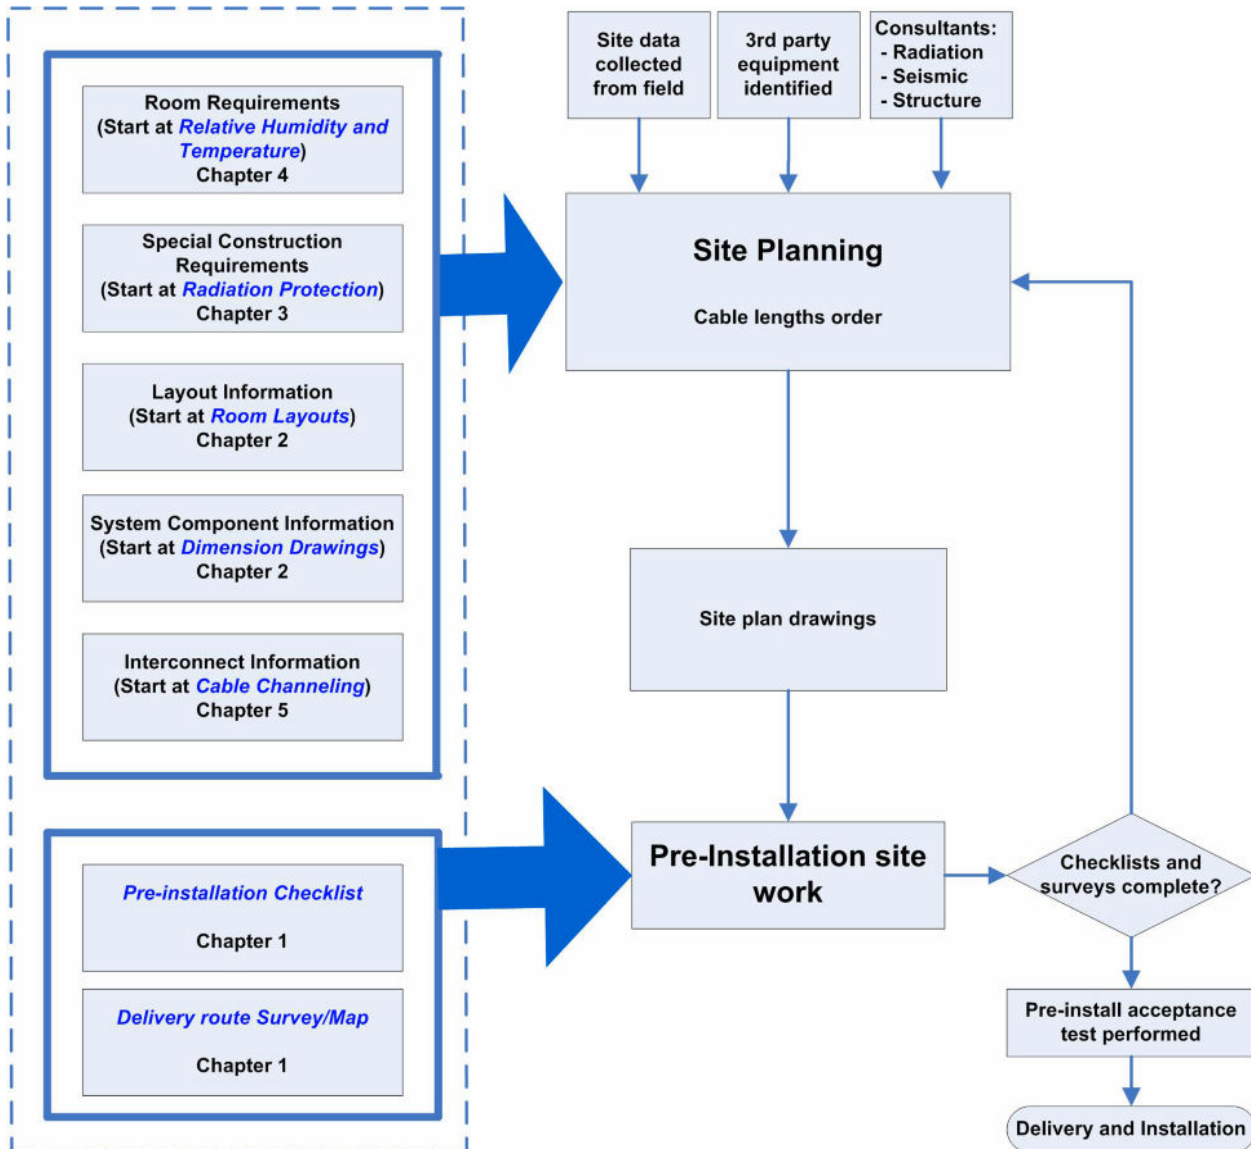 Room Requirements
(Start at Relative Humidity and
Temperature)
Chapter 4
Special Construction
Requirements
(Start at Radiation Protection)
Chapter 3
Layout Information
(Start at Room Layouts)
Chapter 2
System Component Information
(Start at Dimension Drawings)
Chapter 2
Interconnect Information
(Start at Cable Channeling)
Chapter 5
Pre-installation Checklist
Chapter 1
Delivery route Survey/Map
Chapter 1
Site data
collected
from field
3rd party
equipment
identified
Consultants:
- Radiation
- Seismic
- Structure
Site Planning
Cable lengths order
Site plan drawings
Pre-Installation site
work
Checklists and
surveys complete?
Pre-install acceptance
test performed
Delivery and Installation